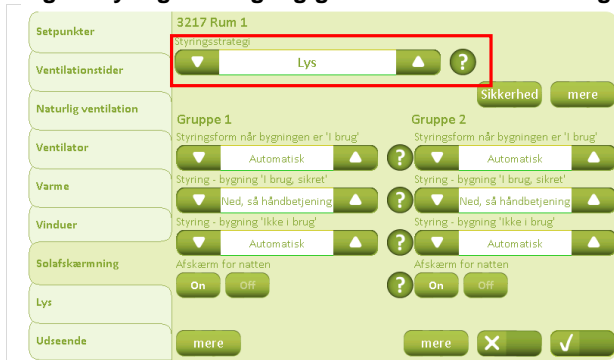 Setpunkter
Ventilationstider
Naturlig ventilation
Ventilator
Varme
Vinduer
Solafskærmning
Lys
Udseende
3217 Rum 1
Styringsstrategi
Lys
?
Sikkerhed mere
Gruppe 1
Styringsform når bygningen er 'I brug'
Automatisk ?
Styring - bygning 'I brug, sikret'
Ned, så håndbetjening ?
Styring - bygning 'Ikke i brug'
Automatisk ?
Afskærm for natten
On Off ?
mere
Gruppe 2
Styringsform når bygningen er 'I brug'
Automatisk
Styring - bygning 'I brug, sikret'
Ned, så håndbetjening
Styring - bygning 'Ikke i brug'
Automatisk
Afskærm for natten
On Off
mere